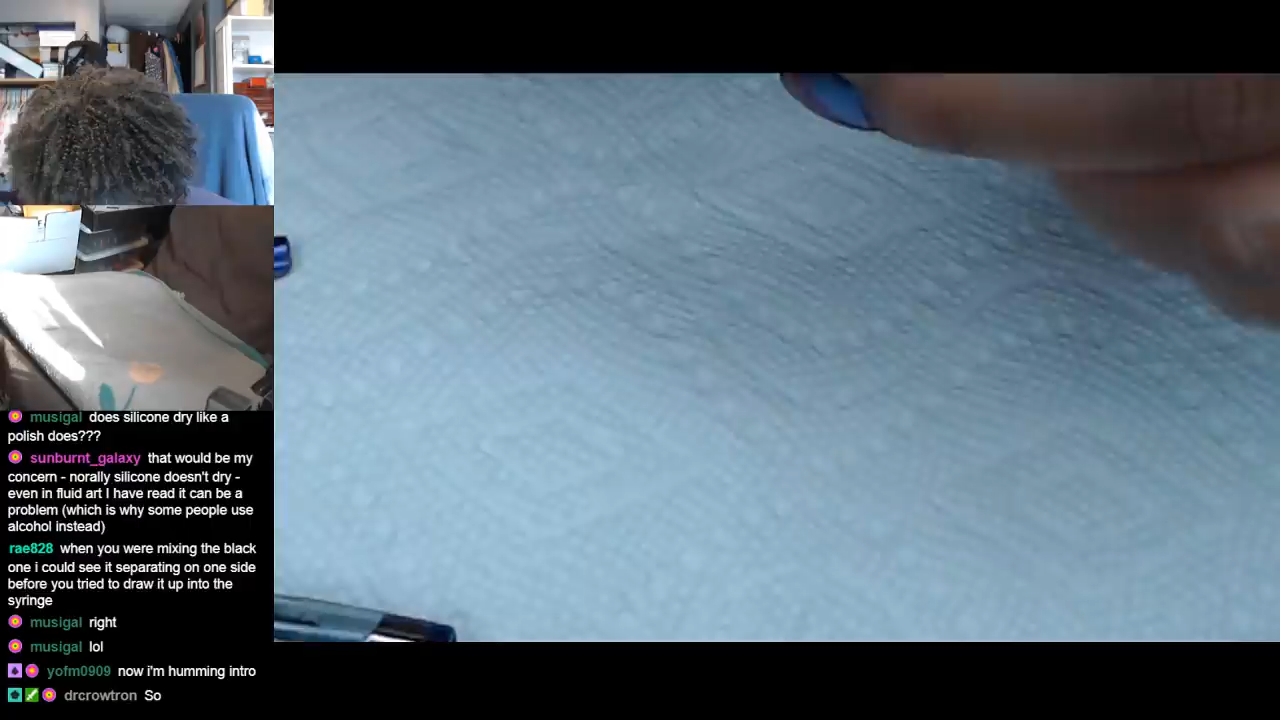 musigal does silicone dry like a
polish does???
sunburnt_galaxy that would be my
concern - norally silicone doesn't dry -
even in fluid art I have read it can be a
problem (which is why some people use
alcohol instead)
rae828 when you were mixing the black
one i could see it separating on one side
before you tried to draw it up into the
syringe
musigal right
musigal lol
yofm0909 now i'm humming intro
drcrowtron So